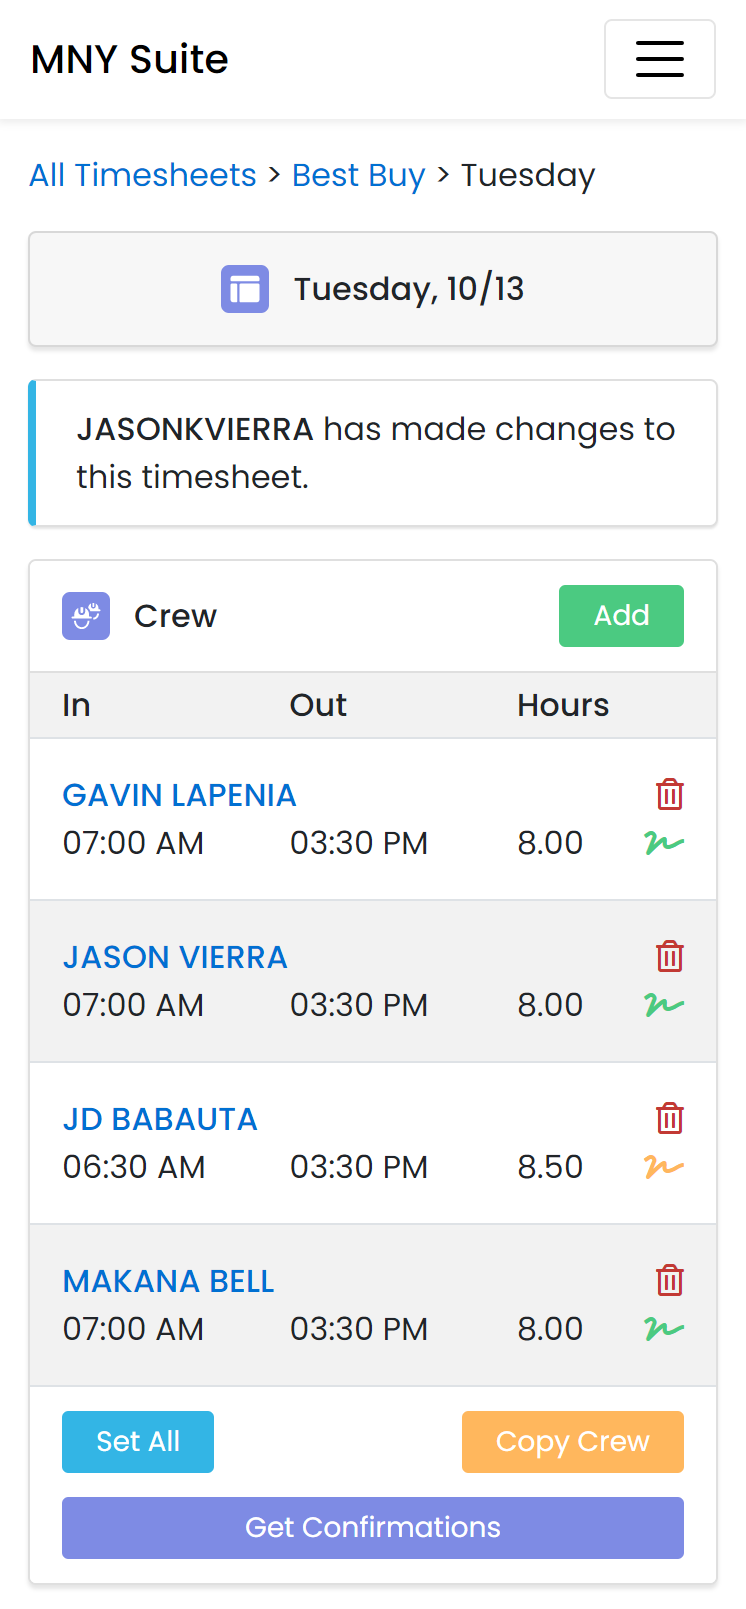 MNY Suite
All Timesheets > Best Buy > Tuesday
Tuesday, 10/13
JASONKVIERRA has made changes to
this timesheet.
Crew Add
In Out Hours
GAVIN LAPENIA
07:00 AM 03:30 PM 8.00
JASON VIERRA
07:00 AM 03:30 PM 8.00
JD BABAUTA
06:30 AM 03:30 PM 8.50
MAKANA BELL
07:00 AM 03:30 PM 8.00
Set All Copy Crew
Get Confirmations